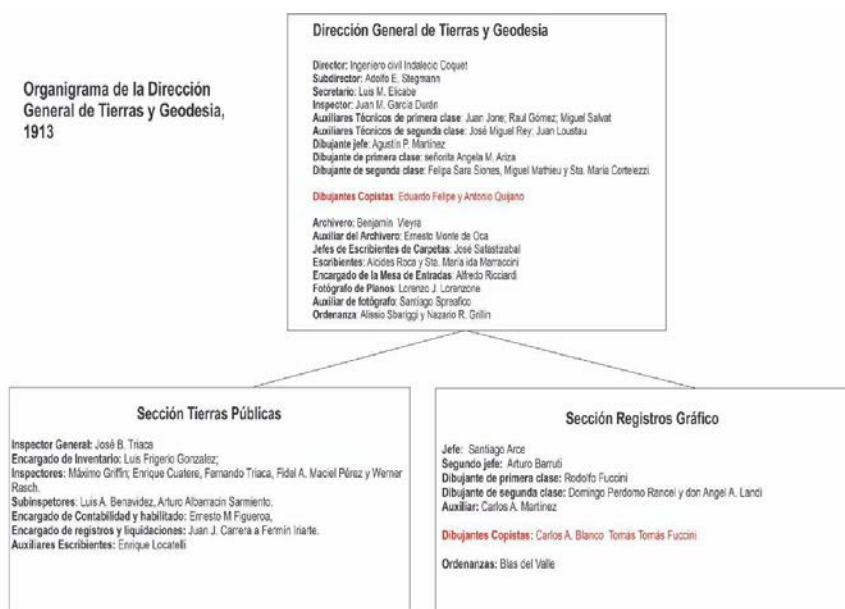 Organigrama de la Dirección
General de Tierras y Geodesia,
1913
Dirección General de Tierras y Geodesia
Director: Ingeniero civil Indalecio Coquet
Subdirector: Adolfo E. Stegmann
Secretario: Luis M. Elicabe
Inspector: Juan M. García Durán
Auxiliares Técnicos de primera clase: Juan Jone; Raul Gómez; Miguel Salvat
Auxiliares Técnicos de segunda clase: José Miguel Rey; Juan Loustau
Dibujante jefe: Agustín P. Martínez
Dibujante de primera clase: señorita Angela M. Ariza
Dibujante de segunda clase: Felipa Sara Siones, Miguel Mathieu y Sta. María Cortelezzi
Dibujantes Copistas: Eduardo Felipe y Antonio Quijano
Archivero: Benjamín Vieyra
Auxiliar del Archivero: Ernesto Monte de Oca
Jefes de Escribientes de Carpetas: José Safastizabal
Escribientes: Alcides Roca y Sta. María ida Marraccini
Encargado de la Mesa de Entradas: Alfredo Ricciardi
Fotógrafo de Planos: Lorenzo J. Lorenzone
Auxiliar de fotógrafo: Santiago Spreafico
Ordenanza: Alissio Sbariggi y Nazario R. Grillin
Sección Tierras Públicas
Inspector General: José B. Triaca
Encargado de Inventario: Luis Frigerio Gonzalez;
Inspectores: Máximo Griffin; Enrique Cuatere, Fernando Triaca, Fidel A. Maciel Pérez y Werner
Rasch.
Subinspetores: Luis A. Benavidez, Arturo Albarracin Sarmiento.
Encargado de Contabilidad y habilitado: Ernesto M Figueroa,
Encargado de registros y liquidaciones: Juan J. Carrera a Fermín Iriarte.
Auxiliares Escribientes: Enrique Locatelli
Sección Registros Gráfico
Jefe: Santiago Arce
Segundo jefe: Arturo Barruti
Dibujante de primera clase: Rodolfo Fuccini
Dibujante de segunda clase: Domingo Perdomo Rancel y don Angel A. Landi
Auxiliar: Carlos A. Martinez
Dibujantes Copistas: Carlos A. Blanco Tomás Tomás Fuccini
Ordenanzas: Blas del Valle